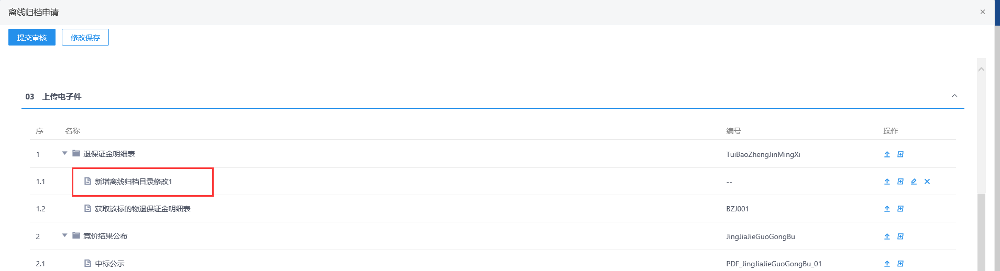 离线归档申请
提交审核 修改保存
03 上传电子件
序 名称 编号 操作
1 退保证金明细表 TuiBaoZhengJinMingXi
1.1 新增离线归档目录修改1 --
1.2 获取该标的物退保证金明细表 BZJ001
2 竟价结果公布 JingJiaJieGuoGongBu
2.1 中标公示 PDF_JingJiaJieGuoGongBu_01